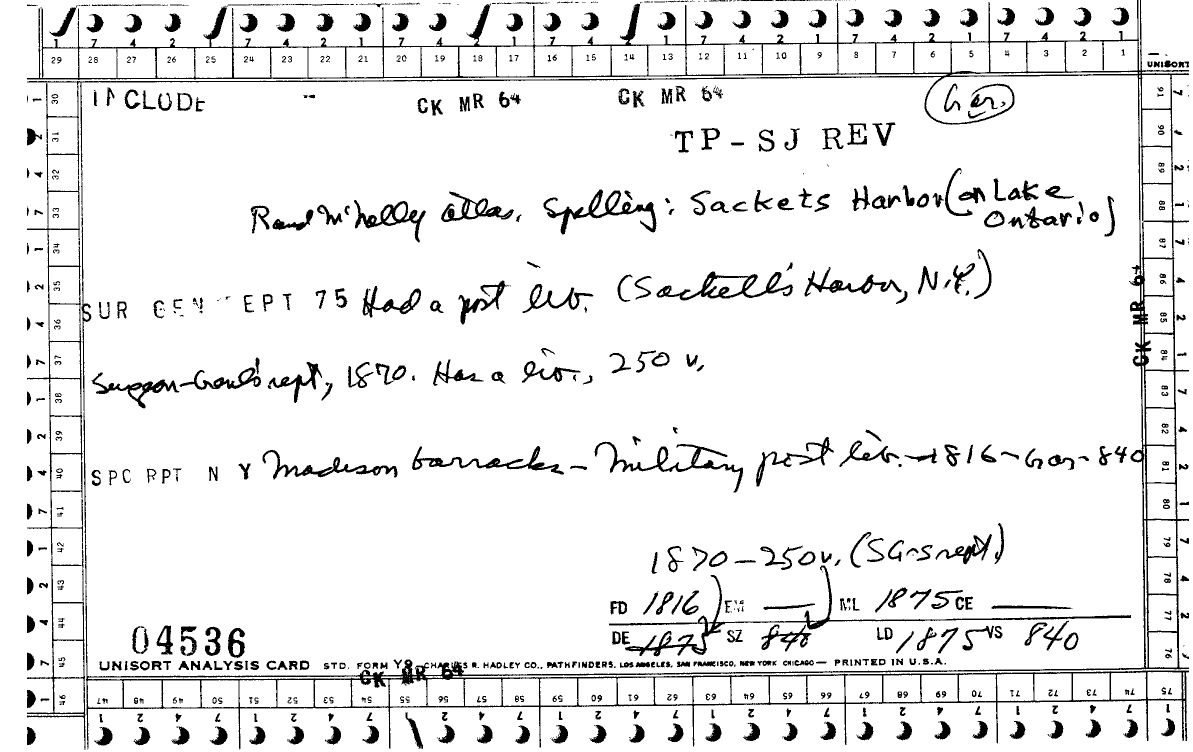 INCLUDE CK MR 64 CK MR 64 Gar.
TP-SJ REV
Rand McNally atlas. Spelling: Sackets Harbor (on Lake
Ontario)
SUR GEN EPT 75 Had a post lib. (Sackett's Harbor, N.Y.)
Surgeon-Genl's rept, 1870. Has a lib., 250 v.
SPC RPT N Y Madison barracks - Military post lib. - 1816 - Gar - 840
1870 - 250 v. (SG-s rept.)
FD 1816 EM ML 1875 CE
DE 1875 SZ 840 LD 1875 VS 840
04536
UNISORT ANALYSIS CARD STD. FORM Y9 CHARLES R. HADLEY CO., PATHFINDERS, LOS ANGELES, SAN FRANCISCO, NEW YORK CHICAGO — PRINTED IN U.S.A.
CK MR 64
CK MR 64
UNISORT
7 4 2 1 7 4 2 1 7 4 2 1 7 4 2 1 7 4 2 1 7 4 2 1 7 4 2 1
29 28 27 26 25 24 23 22 21 20 19 18 17 16 15 14 13 12 11 10 9 8 7 6 5 4 3 2 1
30 31 32 33 34 35 36 37 38 39 40 41 42 43 44 45 46
91 90 89 88 87 86 85 84 83 82 81 80 79 78 77 76
47 48 49 50 51 52 53 54 55 56 57 58 59 60 61 62 63 64 65 66 67 68 69 70 71 72 73 74 75